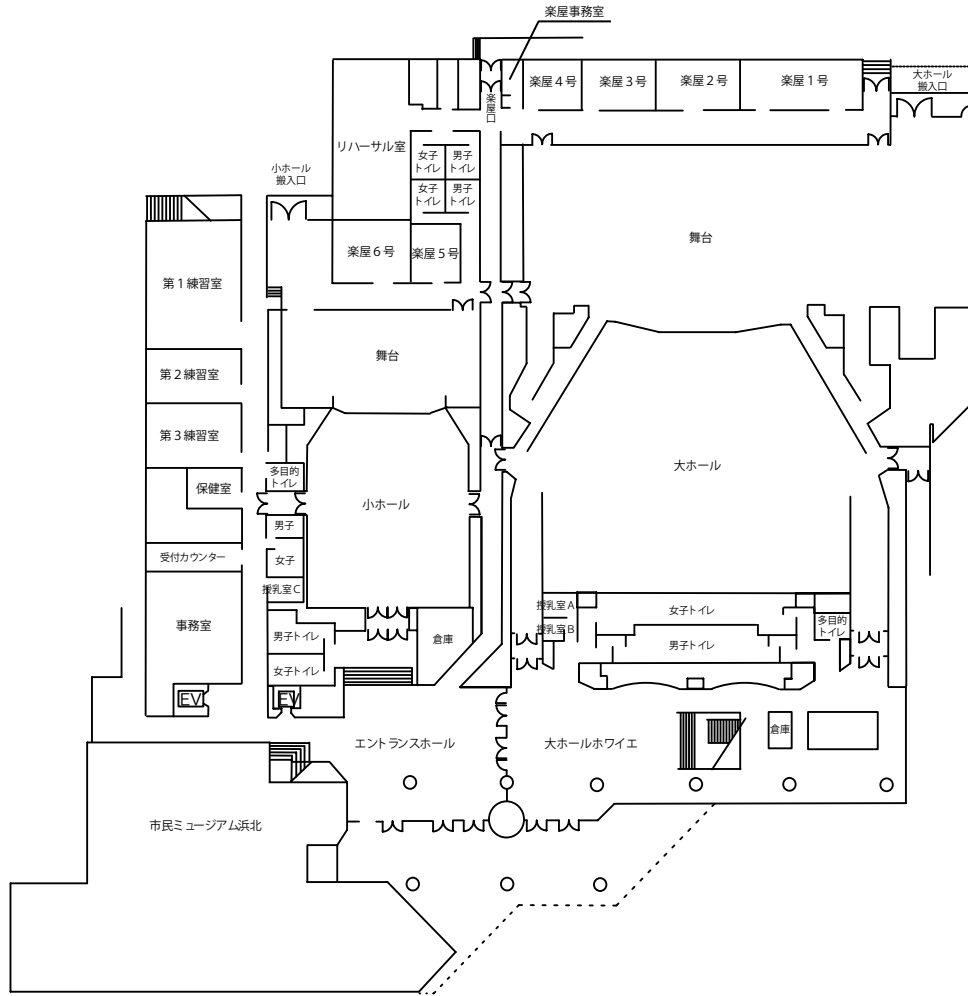 楽屋事務室
楽屋4号
楽屋3号
楽屋2号
楽屋1号
大ホール
搬入口
楽屋口
リハーサル室
女子
トイレ
男子
トイレ
女子
トイレ
男子
トイレ
小ホール
搬入口
楽屋6号
楽屋5号
舞台
第1練習室
舞台
第2練習室
第3練習室
大ホール
多目的
トイレ
保健室
小ホール
男子
受付カウンター
女子
授乳室C
授乳室A
女子トイレ
事務室
男子トイレ
倉庫
授乳室B
男子トイレ
多目的
トイレ
女子トイレ
EV
EV
エントランスホール
大ホールホワイエ
倉庫
市民ミュージアム浜北